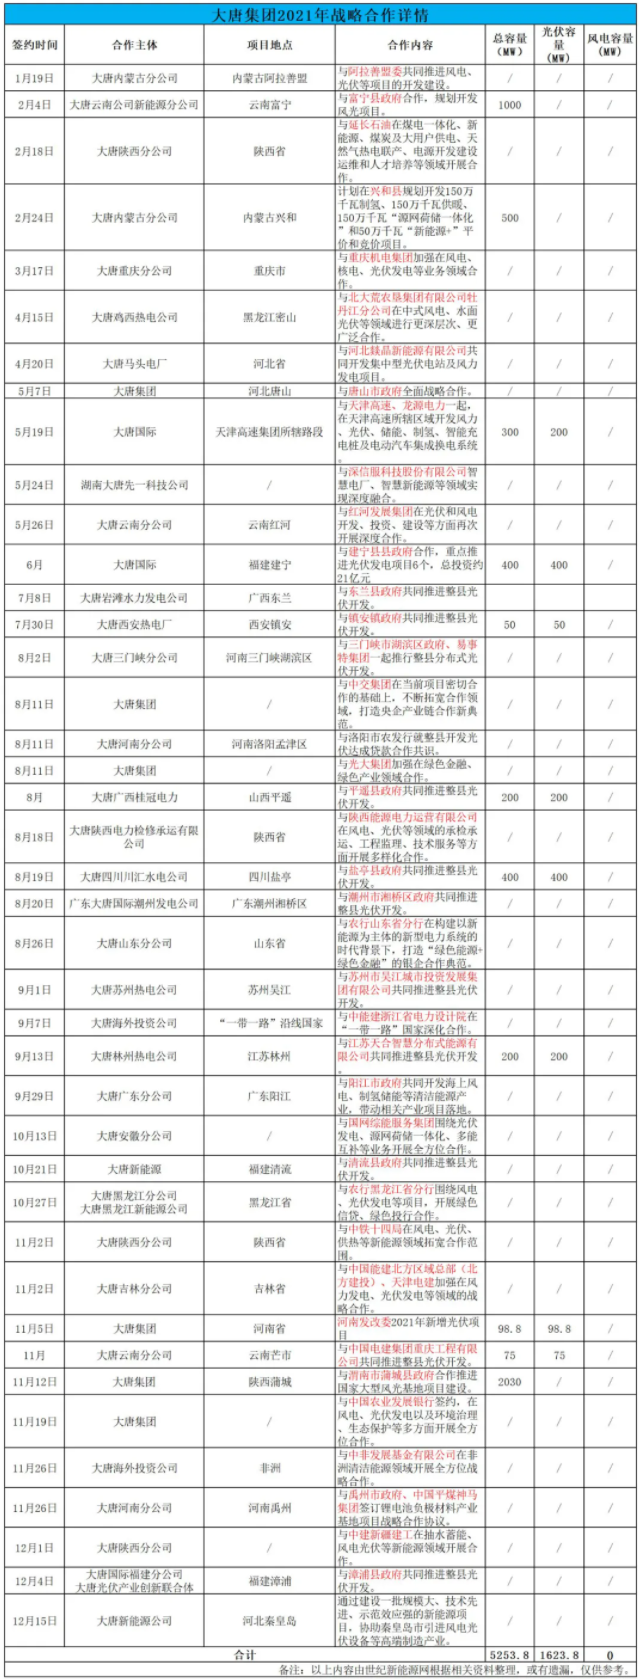 大唐集团2021年战略合作详情
签约时间 合作主体 项目地点 合作内容 总容量（MW） 光伏容量（MW） 风电容量（MW）
1月19日 大唐内蒙古分公司 内蒙古阿拉善盟 与阿拉善盟委共同推进风电、光伏等项目的开发建设。 / / /
2月4日 大唐云南公司新能源分公司 云南富宁 与富宁县政府合作，规划开发风光项目。 1000 / /
2月18日 大唐陕西分公司 陕西省 与延长石油在煤电一体化、新能源、煤炭及大用户供电、天然气热电联产、电源开发建设运维和人才培养等领域开展合作。 / / /
2月24日 大唐内蒙古分公司 内蒙古兴和 计划在兴和县规划开发150万千瓦制氢、150万千瓦供暖、150万千瓦“源网荷储一体化”和50万千瓦“新能源+”平价和竞价项目。 500 / /
3月17日 大唐重庆分公司 重庆市 与重庆机电集团加强在风电、核电、光伏发电等业务领域合作。 / / /
4月15日 大唐鸡西热电公司 黑龙江密山 与北大荒农垦集团有限公司牡丹江分公司在中式风电、水面光伏等领域进行更深层次、更广泛合作。 / / /
4月20日 大唐马头电厂 河北省 与河北燚晶新能源有限公司共同开发集中型光伏电站及风力发电项目。 / / /
5月7日 大唐集团 河北唐山 与唐山市政府全面战略合作。 / / /
5月19日 大唐国际 天津高速集团所辖路段 与天津高速、龙源电力一起，在天津高速所辖区域开发风力、光伏、储能、制氢、智能充电桩及电动汽车集成换电系统。 300 200 /
5月24日 湖南大唐先一科技公司 / 与深信服科技股份有限公司智慧电厂、智慧新能源等领域实现深度融合。 / / /
5月26日 大唐云南分公司 云南红河 与红河发展集团在光伏和风电开发、投资、建设等方面再次开展深度合作。 / / /
6月 大唐国际 福建建宁 与建宁县县政府合作，重点推进光伏发电项目6个，总投资约21亿元 400 400 /
7月8日 大唐岩滩水力发电公司 广西东兰 与东兰县政府共同推进整县光伏开发。
7月30日 大唐西安热电厂 西安镇安 与镇安镇政府共同推进整县光伏开发。 50 50 /
8月2日 大唐三门峡分公司 河南三门峡湖滨区 与三门峡市湖滨区政府、易事特集团一起推行整县分布式光伏开发。 / / /
8月11日 大唐集团 / 与中交集团在当前项目密切合作的基础上，不断拓宽合作领域，打造央企产业链合作新典范。 / / /
8月11日 大唐河南分公司 河南洛阳孟津区 与洛阳市农发行就整县开发光伏达成贷款合作共识。 / / /
8月11日 大唐集团 / 与光大集团加强在绿色金融、绿色产业领域合作。 / / /
8月 大唐广西桂冠电力 山西平遥 与平遥县政府共同推进整县光伏开发。 200 200 /
8月18日 大唐陕西电力检修承运有限公司 陕西省 与陕西能源电力运营有限公司在风电、光伏等领域的承检承运、工程监理、技术服务等方面开展多样化合作。 / / /
8月19日 大唐四川川汇水电公司 四川盐亭 与盐亭县政府共同推进整县光伏开发。 400 400 /
8月20日 广东大唐国际潮州发电公司 广东潮州湘桥区 与潮州市湘桥区政府共同推进整县光伏开发。 / / /
8月26日 大唐山东分公司 山东省 与农行山东省分行在构建以新能源为主体的新型电力系统的时代背景下，打造“绿色能源+绿色金融”的银企合作典范。 / / /
9月1日 大唐苏州热电公司 苏州吴江 与苏州市吴江城市投资发展集团有限公司共同推进整县光伏开发。 / / /
9月7日 大唐海外投资公司 “一带一路”沿线国家 与中能建浙江省电力设计院在“一带一路”国家深化合作。 / / /
9月13日 大唐林州热电公司 江苏林州 与江苏天合智慧分布式能源有限公司共同推进整县光伏开发。 200 200 /
9月29日 大唐广东分公司 广东阳江 与阳江市政府共同开发海上风电、制氢储能等清洁能源产业，带动相关产业项目落地。 / / /
10月13日 大唐安徽分公司 / 与国网综能服务集团围绕光伏发电、源网荷储一体化、多能互补等业务开展全方位合作。 / / /
10月21日 大唐新能源 福建清流 与清流县政府共同推进整县光伏开发。 / / /
10月27日 大唐黑龙江分公司 大唐黑龙江新能源公司 黑龙江省 与农行黑龙江省分行围绕风电、光伏发电等项目，开展绿色信贷、绿色投行合作。 / / /
11月2日 大唐陕西分公司 陕西省 与中铁十四局在风电、光伏、供热等新能源领域拓宽合作范围。 / / /
11月2日 大唐吉林分公司 吉林省 与中国能建北方区域总部（北方建投）、天津电建加强在风力发电、光伏发电等领域的战略合作。 / / /
11月5日 大唐集团 河南省 河南发改委2021年新增光伏项目 98.8 98.8 /
11月 大唐云南分公司 云南芒市 与中国电建集团重庆工程有限公司共同推进整县光伏开发。 75 75 /
11月12日 大唐集团 陕西蒲城 与渭南市蒲城县政府合作推进国家大型风光基地项目建设。 2030 / /
11月19日 大唐集团 / 与中国农业发展银行签约，在风电、光伏发电以及环境治理、生态保护等多方面开展全方位合作。 / / /
11月26日 大唐海外投资公司 非洲 与中非发展基金有限公司在非洲清洁能源领域开展全方位战略合作。 / / /
11月26日 大唐河南分公司 河南禹州 与禹州市政府、中国平煤神马集团签订锂电池负极材料产业基地项目战略合作协议。 / / /
12月1日 大唐陕西分公司 / 与中建新疆建工在抽水蓄能、风电光伏等新能源领域开展合作。 / / /
12月4日 大唐国际福建分公司 大唐光伏产业创新联合体 福建漳浦 与漳浦县政府共同推进整县光伏开发。 / / /
12月15日 大唐新能源公司 河北秦皇岛 通过建设一批规模大、技术先进、示范效应强的新能源项目，协助秦皇岛市引进风电光伏设备等高端制造产业。 / / /
合计 5253.8 1623.8 0
备注：以上内容由世纪新能源网根据相关资料整理，或有遗漏，仅供参考。